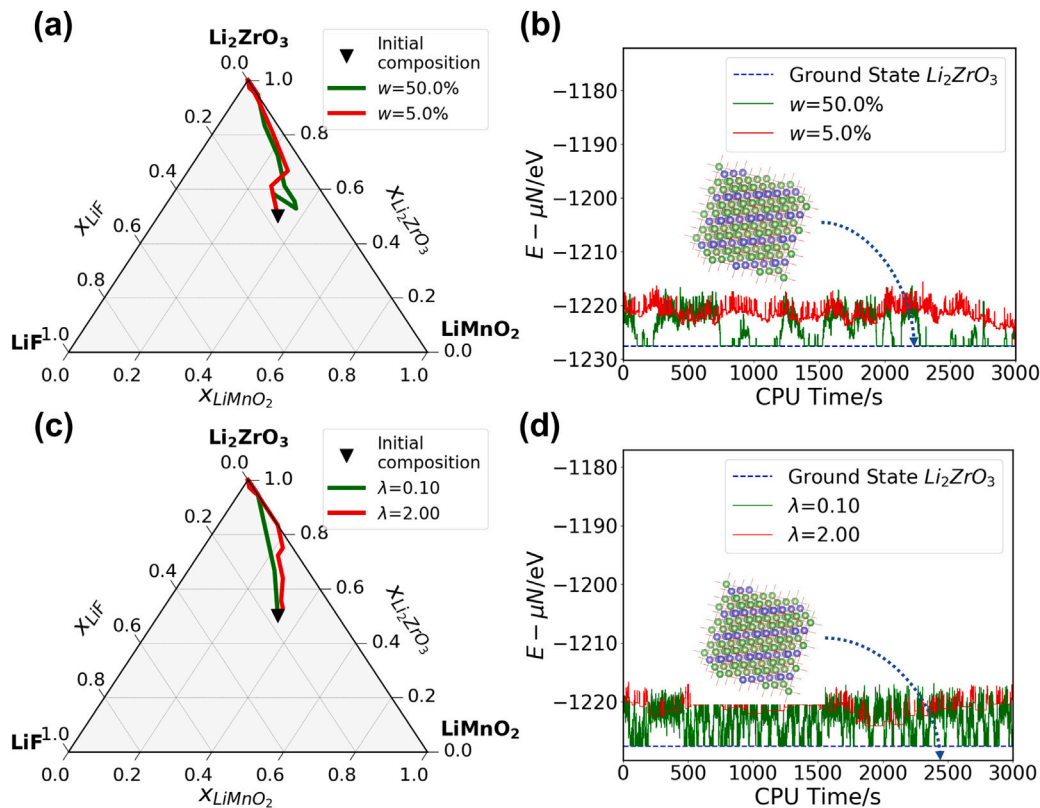 (a)
Li₂ZrO₃
Initial
composition
w=50.0%
w=5.0%
0.0
0.2
0.4
0.6
0.8
1.0
1.0
0.8
0.6
0.4
0.2
0.0
x_LiF
x_Li₂ZrO₃
LiF
LiMnO₂
0.0
0.2
0.4
0.6
0.8
1.0
x_LiMnO₂
(b)
Ground State Li₂ZrO₃
w=50.0%
w=5.0%
E − μN/eV
−1180
−1190
−1200
−1210
−1220
−1230
0
500
1000
1500
2000
2500
3000
CPU Time/s
(c)
Li₂ZrO₃
Initial
composition
λ=0.10
λ=2.00
0.0
0.2
0.4
0.6
0.8
1.0
1.0
0.8
0.6
0.4
0.2
0.0
x_LiF
x_Li₂ZrO₃
LiF
LiMnO₂
0.0
0.2
0.4
0.6
0.8
1.0
x_LiMnO₂
(d)
Ground State Li₂ZrO₃
λ=0.10
λ=2.00
E − μN/eV
−1180
−1190
−1200
−1210
−1220
0
500
1000
1500
2000
2500
3000
CPU Time/s